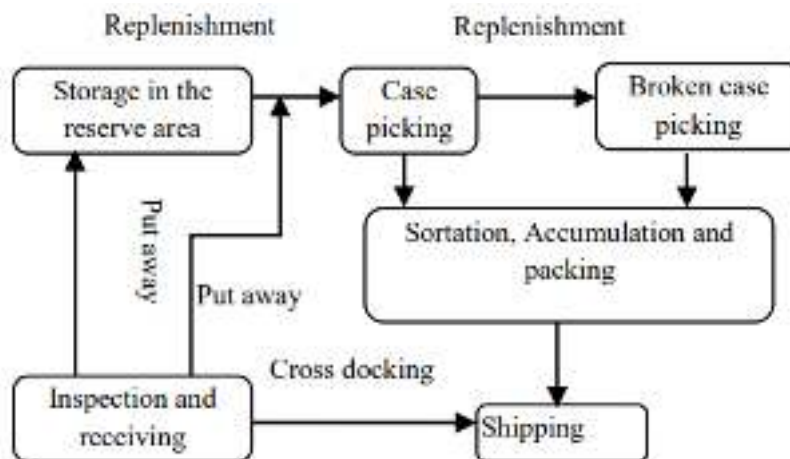 Replenishment
Replenishment
Storage in the
reserve area
Case
picking
Broken case
picking
Put away
Sortation, Accumulation and
packing
Put away
Cross docking
Inspection and
receiving
Shipping